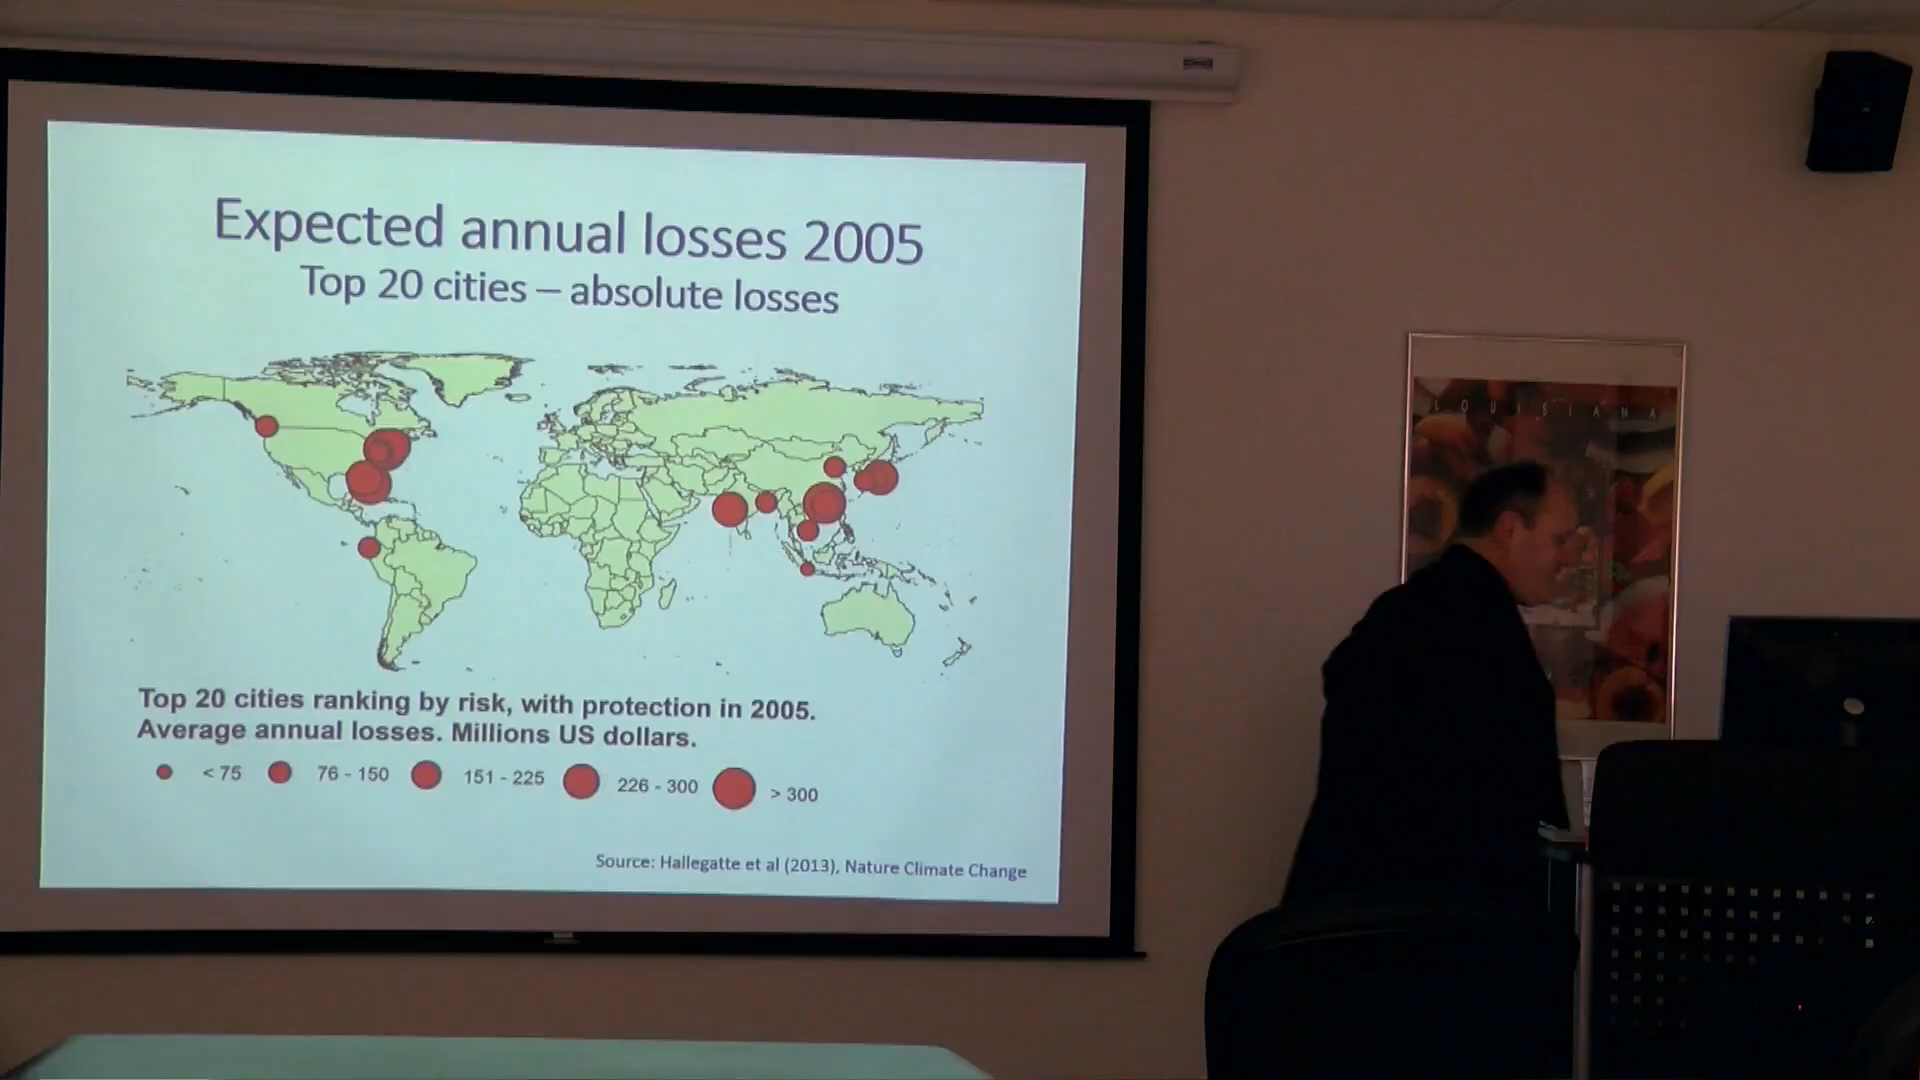 Expected annual losses 2005
Top 20 cities – absolute losses
Top 20 cities ranking by risk, with protection in 2005.
Average annual losses. Millions US dollars.
< 75 76 - 150 151 - 225 226 - 300 > 300
Source: Hallegatte et al (2013), Nature Climate Change
LOUISIANA